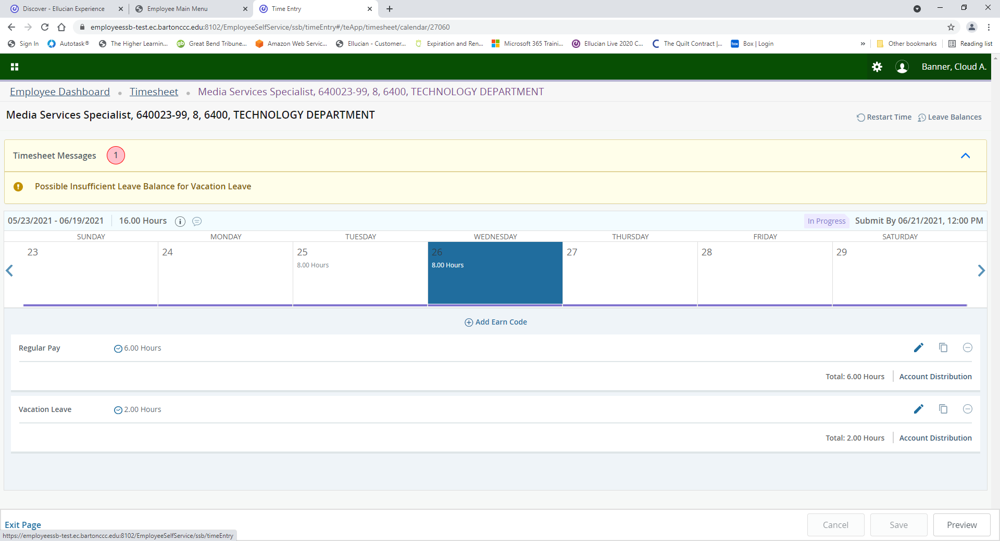 Discover - Ellucian Experience
Employee Main Menu
Time Entry
employeessb-test.ec.bartonccc.edu:8102/EmployeeSelfService/ssb/timeEntry#/teApp/timesheet/calendar/27060
Sign In
Autotask®
The Higher Learnin...
gb
Great Bend Tribune...
Amazon Web Servic...
Ellucian - Customer...
Expiration and Ren...
Microsoft 365 Traini...
Ellucian Live 2020 C...
The Quilt Contract |...
box
Box | Login
»
Other bookmarks
Reading list
Banner, Cloud A.
Employee Dashboard • Timesheet • Media Services Specialist, 640023-99, 8, 6400, TECHNOLOGY DEPARTMENT
Media Services Specialist, 640023-99, 8, 6400, TECHNOLOGY DEPARTMENT
Restart Time
Leave Balances
Timesheet Messages 1
Possible Insufficient Leave Balance for Vacation Leave
05/23/2021 - 06/19/2021
16.00 Hours
In Progress
Submit By 06/21/2021, 12:00 PM
SUNDAY MONDAY TUESDAY WEDNESDAY THURSDAY FRIDAY SATURDAY
23 24 25 26 27 28 29
8.00 Hours 8.00 Hours
Add Earn Code
Regular Pay 6.00 Hours
Total: 6.00 Hours Account Distribution
Vacation Leave 2.00 Hours
Total: 2.00 Hours Account Distribution
Exit Page
Cancel
Save
Preview
https://employeessb-test.ec.bartonccc.edu:8102/EmployeeSelfService/ssb/timeEntry